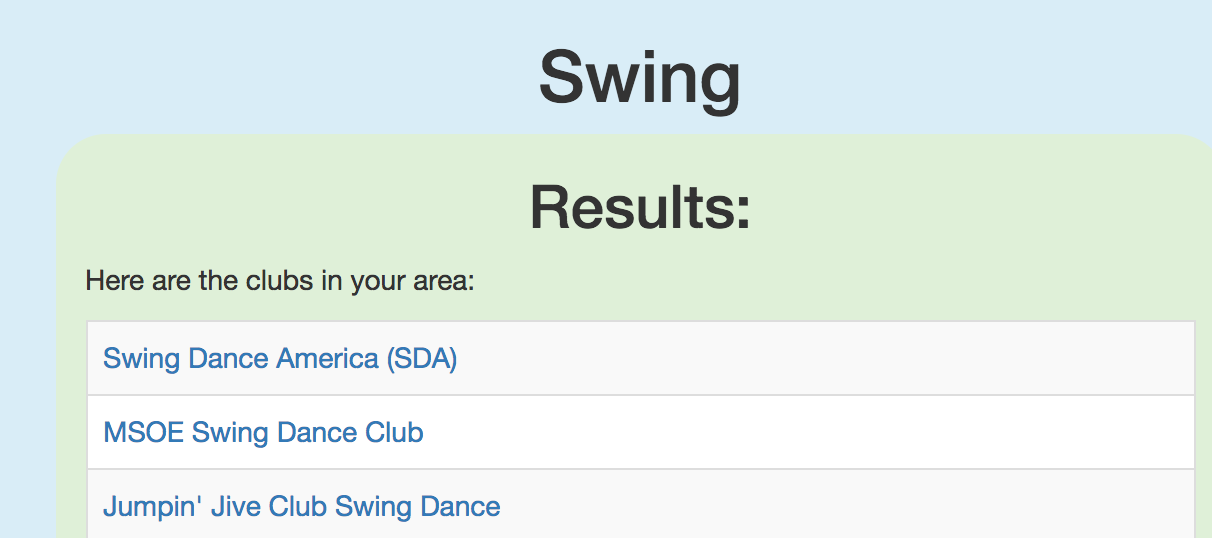 Swing
Results:
Here are the clubs in your area:
Swing Dance America (SDA)
MSOE Swing Dance Club
Jumpin' Jive Club Swing Dance